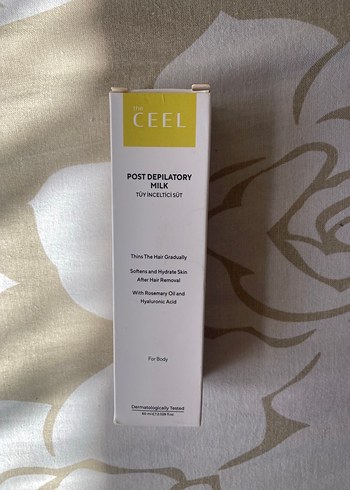 the
CEEL
POST DEPILATORY
MILK
TÜY İNCELTİCİ SÜT
Thins The Hair Gradually
Softens and Hydrate Skin
After Hair Removal
With Rosemary Oil and
Hyaluronic Acid
For Body
Dermatologically Tested